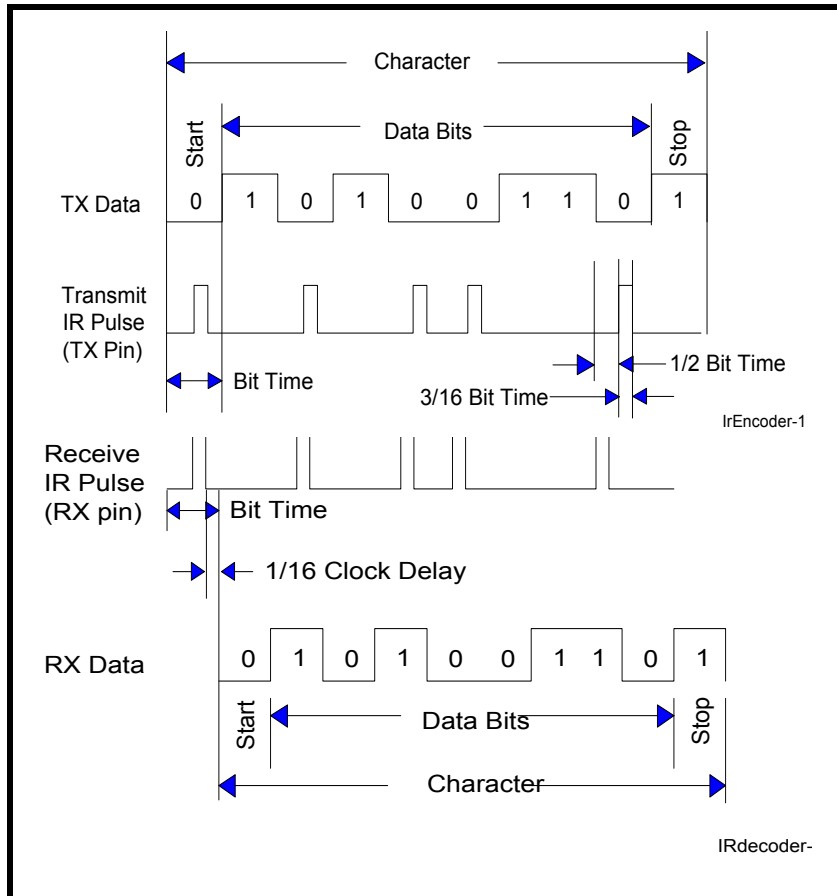 Character
Start
Data Bits
Stop
TX Data
0 1 0 1 0 0 1 1 0 1
Transmit
IR Pulse
(TX Pin)
Bit Time
1/2 Bit Time
3/16 Bit Time
IrEncoder-1
Receive
IR Pulse
(RX pin)
Bit Time
1/16 Clock Delay
RX Data
0 1 0 1 0 0 1 1 0 1
Start
Data Bits
Stop
Character
IRdecoder-